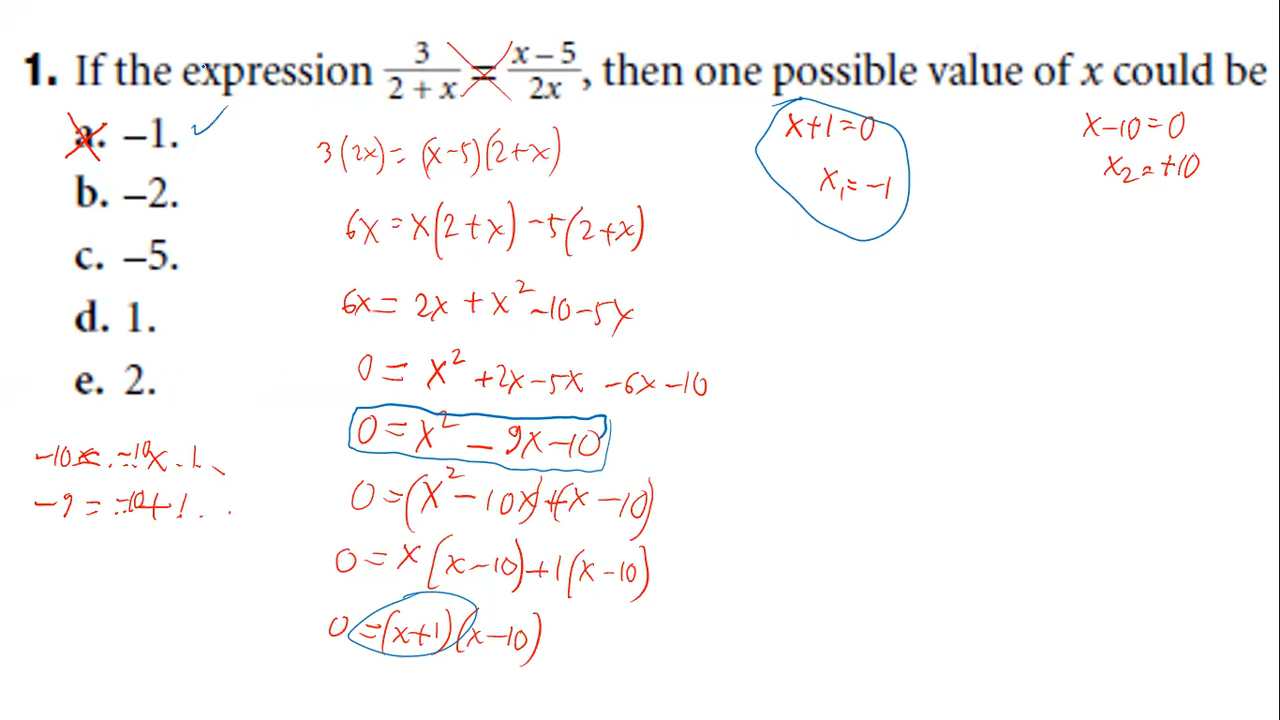 1. If the expression 3/(2 + x) = (x – 5)/(2x), then one possible value of x could be
a. –1.
b. –2.
c. –5.
d. 1.
e. 2.
3(2x) = (x-5)(2+x)
6x = x(2+x) -5(2+x)
6x = 2x + x² -10 -5x
0 = x² +2x -5x -6x -10
0 = x² - 9x -10
0 = (x² -10x) + (x -10)
0 = x(x-10) + 1(x-10)
0 = (x+1)(x-10)
x+1=0
x₁ = -1
x-10=0
x₂ = +10
-9 = -10+1